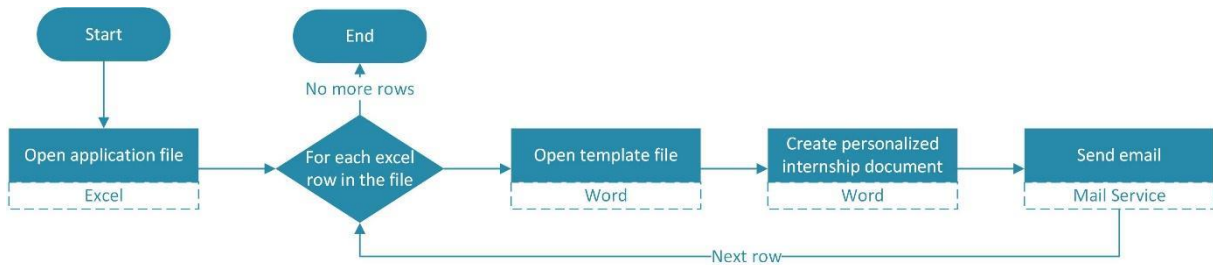 Start
End
No more rows
Open application file
Excel
For each excel
row in the file
Open template file
Word
Create personalized
internship document
Word
Send email
Mail Service
Next row